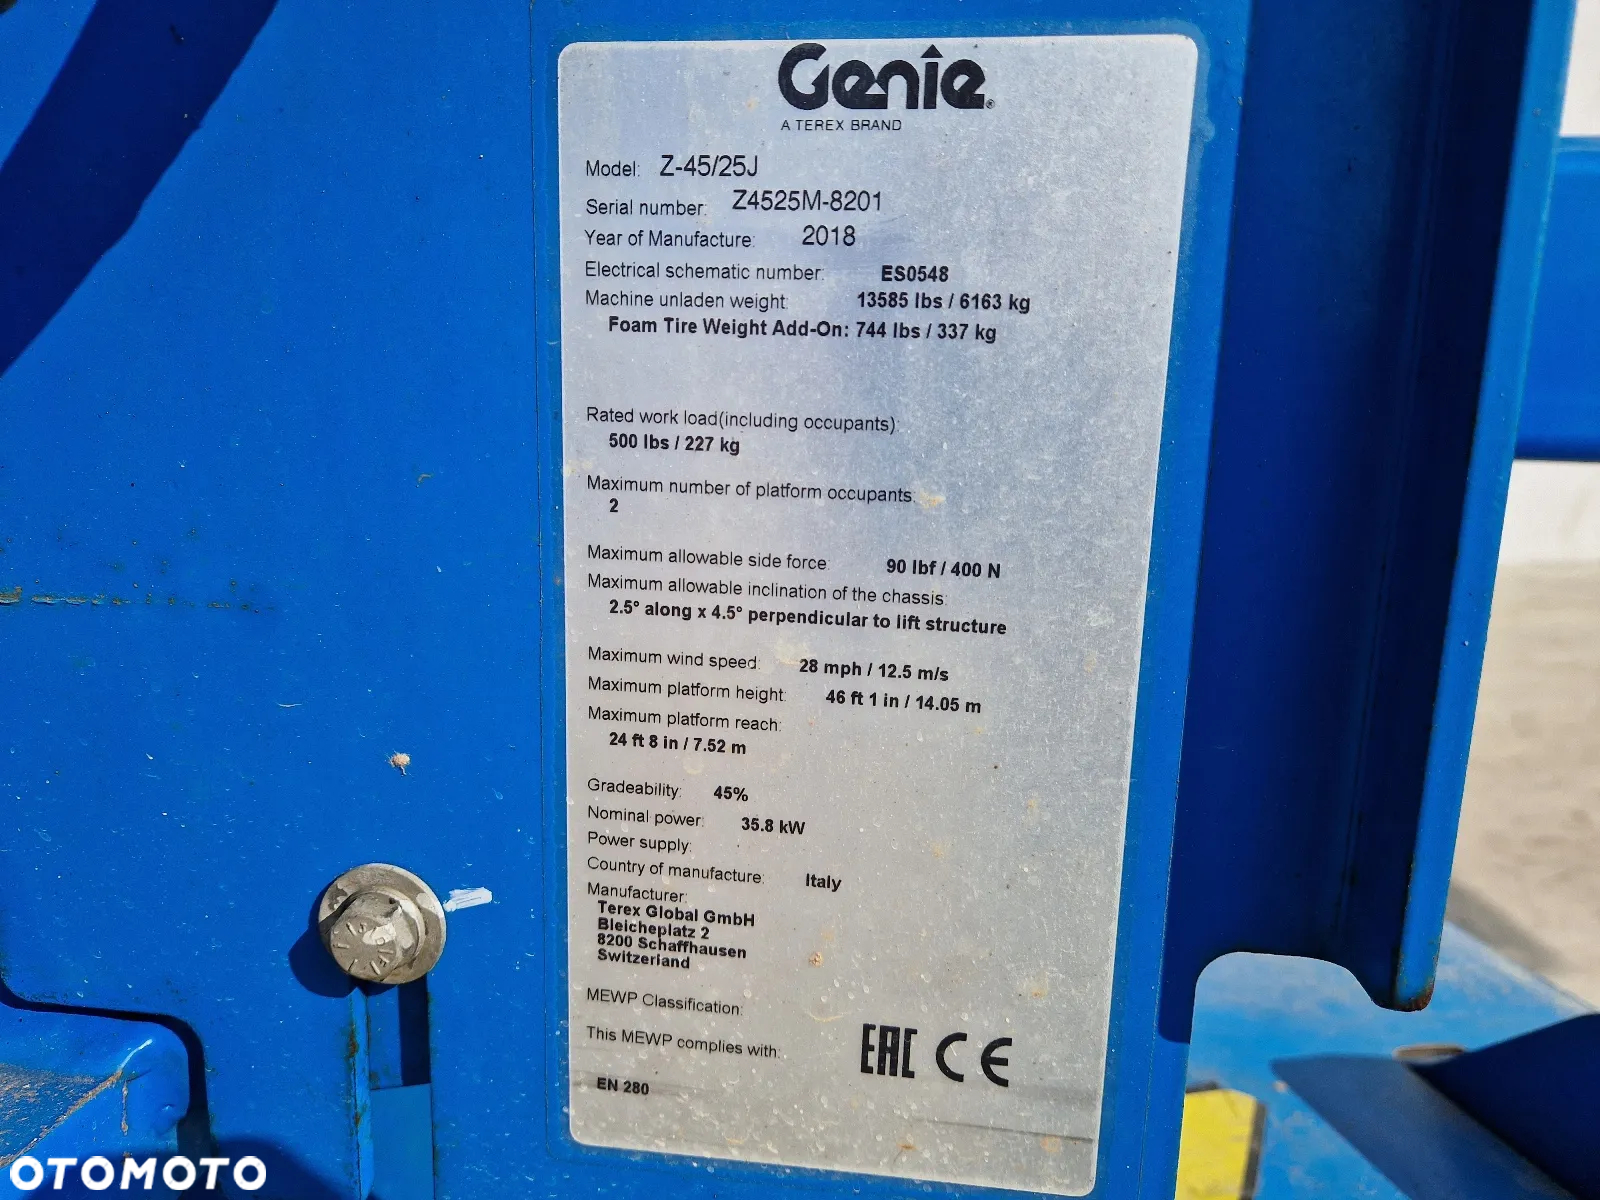 Genie®
A TEREX BRAND
Model: Z-45/25J
Serial number: Z4525M-8201
Year of Manufacture: 2018
Electrical schematic number: ES0548
Machine unladen weight: 13585 lbs / 6163 kg
Foam Tire Weight Add-On: 744 lbs / 337 kg
Rated work load(including occupants):
500 lbs / 227 kg
Maximum number of platform occupants:
2
Maximum allowable side force: 90 lbf / 400 N
Maximum allowable inclination of the chassis:
2.5° along x 4.5° perpendicular to lift structure
Maximum wind speed: 28 mph / 12.5 m/s
Maximum platform height: 46 ft 1 in / 14.05 m
Maximum platform reach:
24 ft 8 in / 7.52 m
Gradeability: 45%
Nominal power: 35.8 kW
Power supply:
Country of manufacture: Italy
Manufacturer:
Terex Global GmbH
Bleicheplatz 2
8200 Schaffhausen
Switzerland
MEWP Classification:
This MEWP complies with: EAC CE
EN 280
OTOMOTO